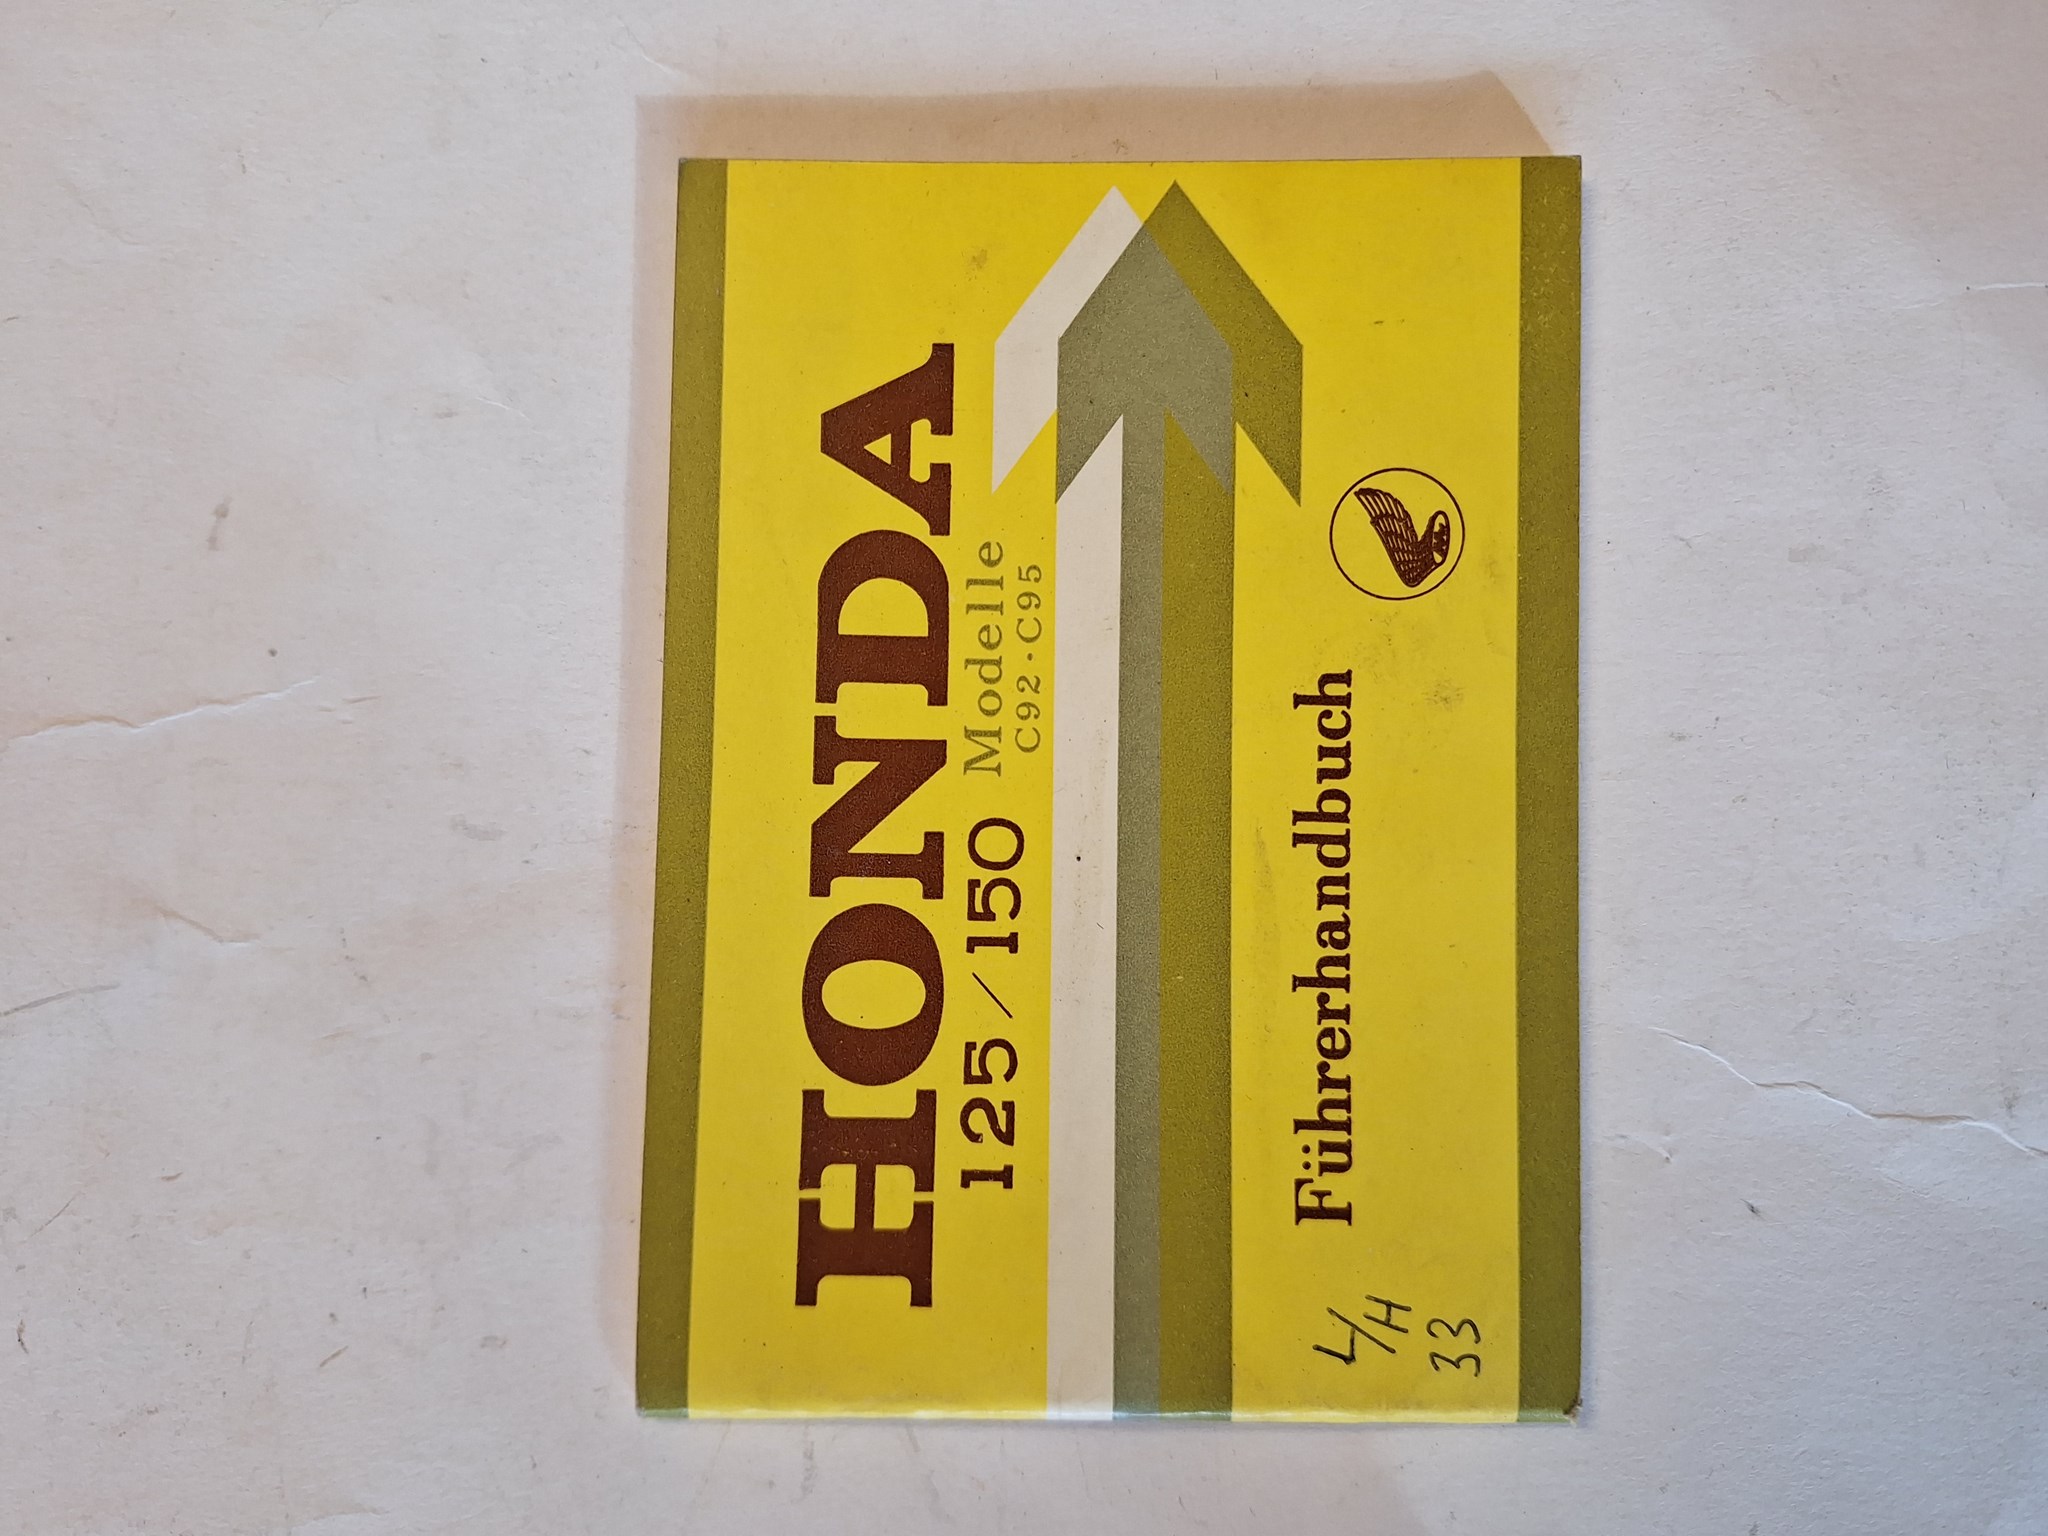 HONDA
125/150 Modelle
C92·C95
Führerhandbuch
L/H
33